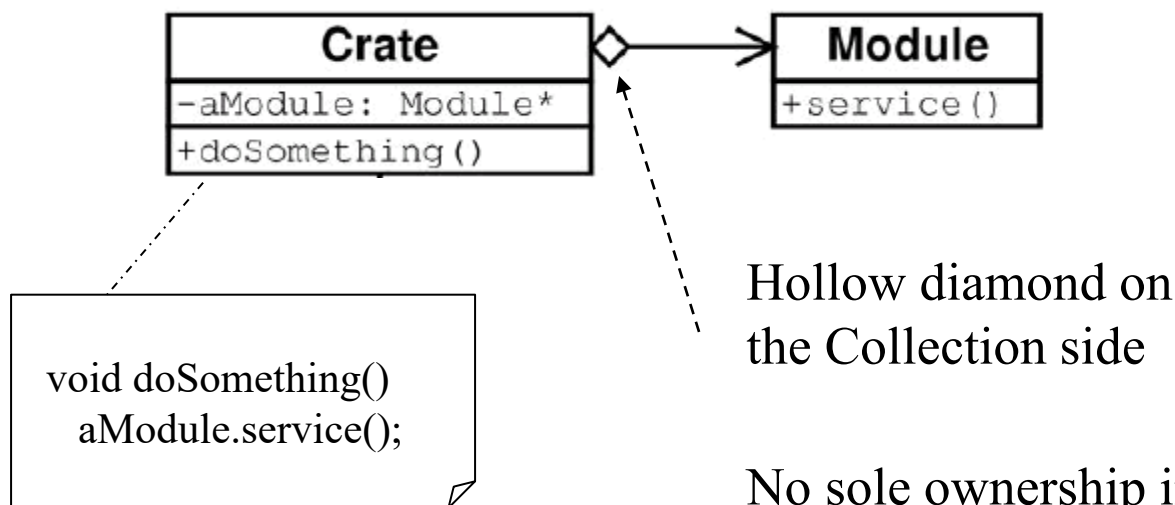 Crate
-aModule: Module*
+doSomething()
Module
+service()
void doSomething()
aModule.service();
Hollow diamond on
the Collection side
No sole ownership i